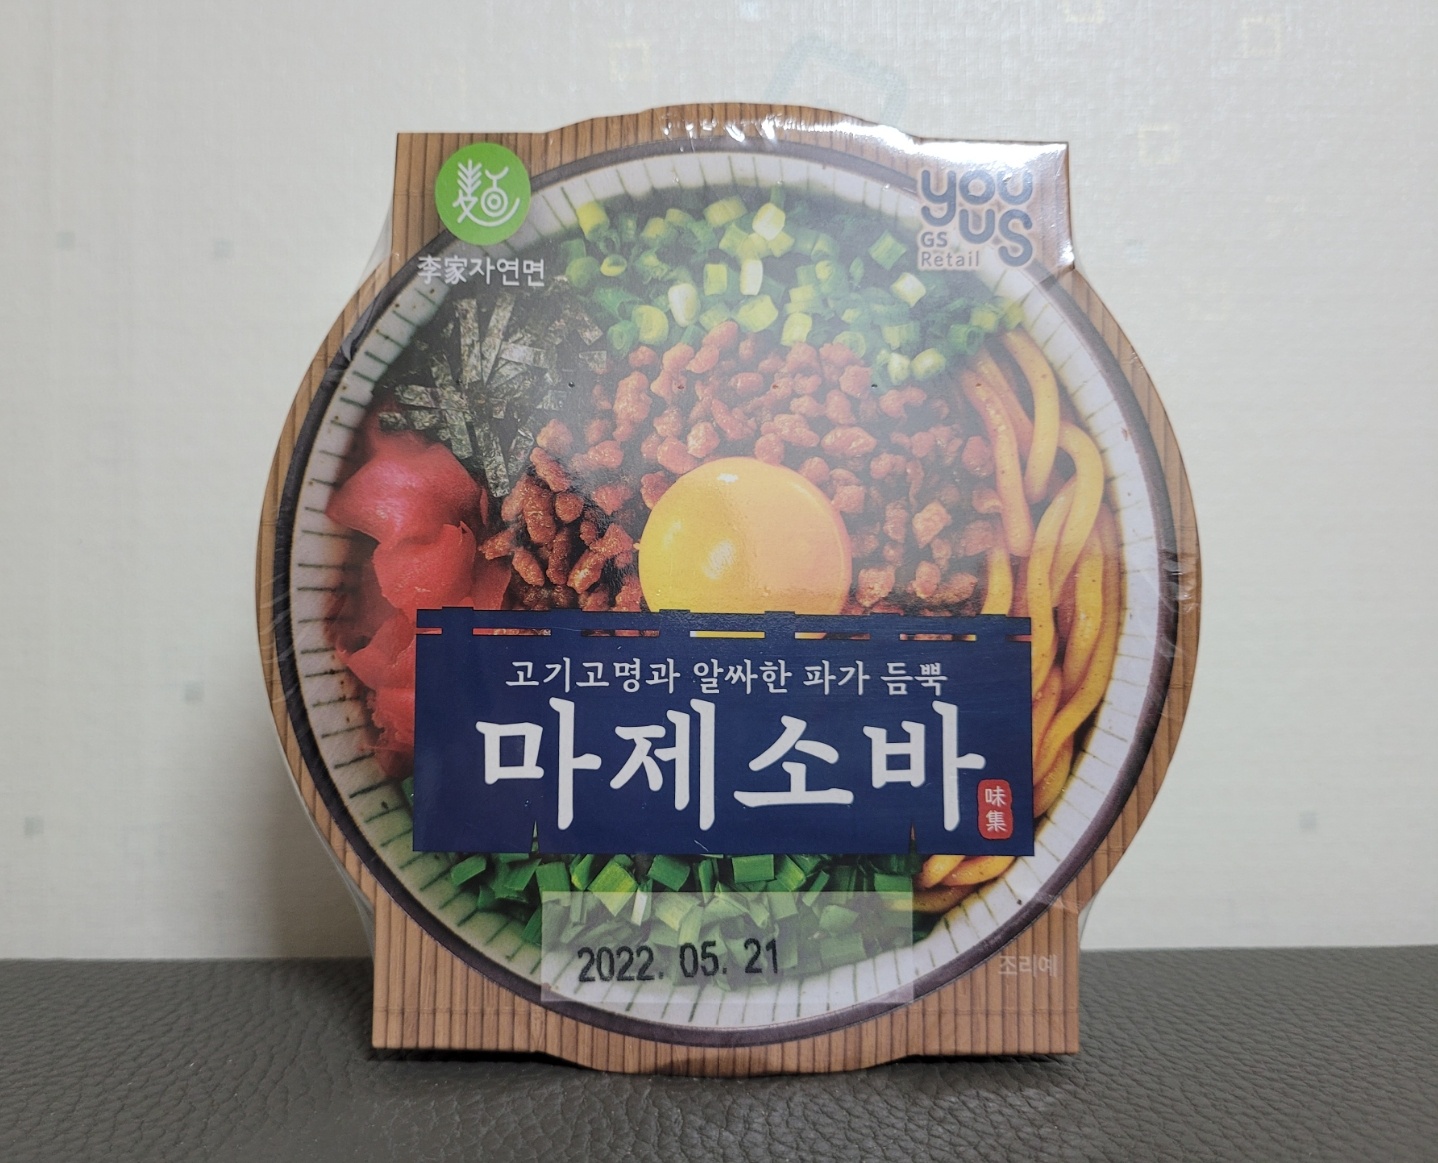 麵
李家자연면
you
us
GS
Retail
고기고명과 알싸한 파가 듬뿍
마제소바
味
集
2022. 05. 21
조리예